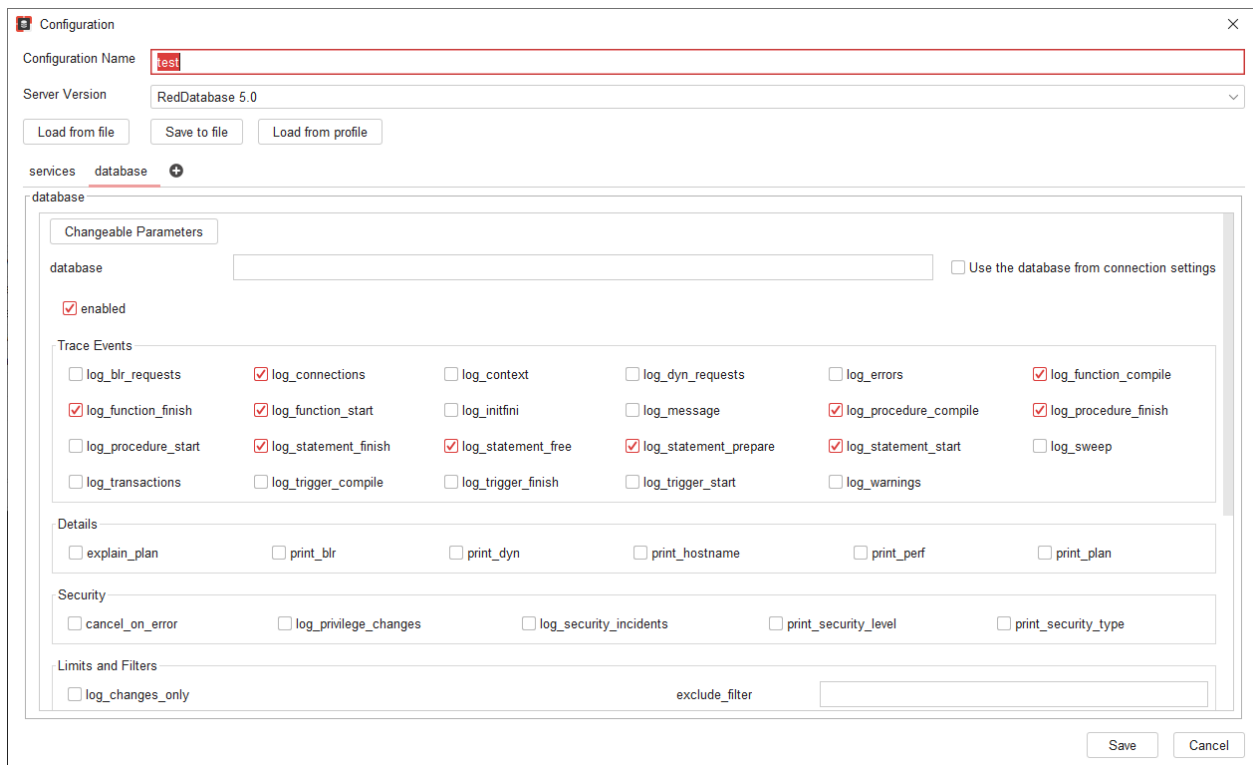 Configuration
Configuration Name test
Server Version RedDatabase 5.0
Load from file Save to file Load from profile
services database
database
Changeable Parameters
database Use the database from connection settings
enabled
Trace Events
log_blr_requests log_connections log_context log_dyn_requests log_errors log_function_compile
log_function_finish log_function_start log_initfini log_message log_procedure_compile log_procedure_finish
log_procedure_start log_statement_finish log_statement_free log_statement_prepare log_statement_start log_sweep
log_transactions log_trigger_compile log_trigger_finish log_trigger_start log_warnings
Details
explain_plan print_blr print_dyn print_hostname print_perf print_plan
Security
cancel_on_error log_privilege_changes log_security_incidents print_security_level print_security_type
Limits and Filters
log_changes_only exclude_filter
Save Cancel